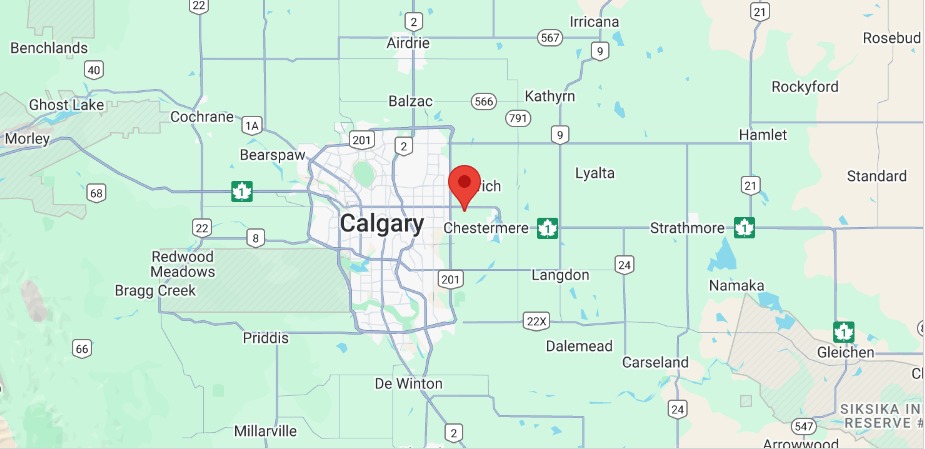 22
2
Irricana
21
Benchlands
Airdrie
567
9
Rosebud
40
Rockyford
Ghost Lake
Balzac
566
Kathyrn
Cochrane
791
Morley
1A
201
2
9
Hamlet
Bearspaw
Lyalta
Standard
68
1
21
Calgary
Chestermere
1
Strathmore
1
22
8
Redwood
Meadows
24
Langdon
201
Bragg Creek
Namaka
22X
Priddis
1
66
Dalemead
Gleichen
Carseland
De Winton
24
SIKSIKA IN
RESERVE #
Millarville
2
547
Arrowwood